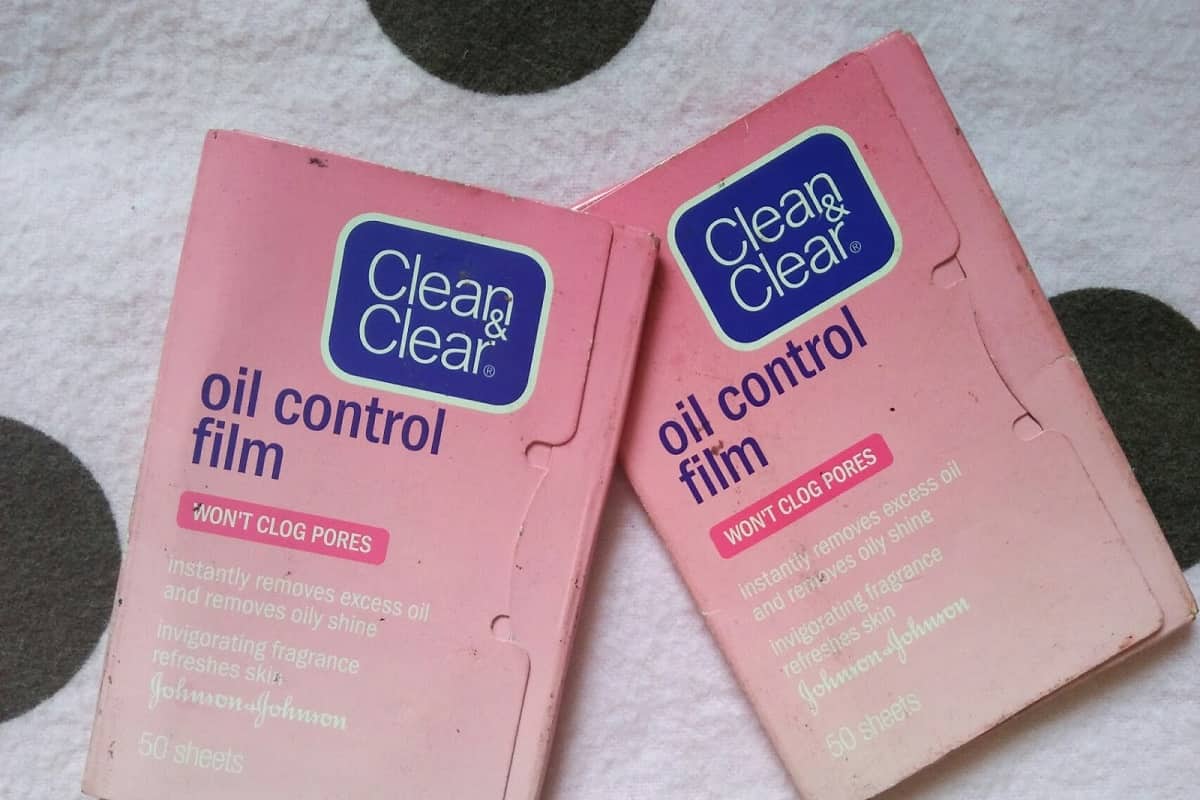 Clean
&
Clear®
oil control
film
WON'T CLOG PORES
instantly removes excess oil
and removes oily shine
invigorating fragrance
refreshes skin
Johnson & Johnson
50 sheets
Clean
&
Clear®
oil control
film
WON'T CLOG PORES
instantly removes excess oil
and removes oily shine
invigorating fragrance
refreshes skin
Johnson & Johnson
50 sheets